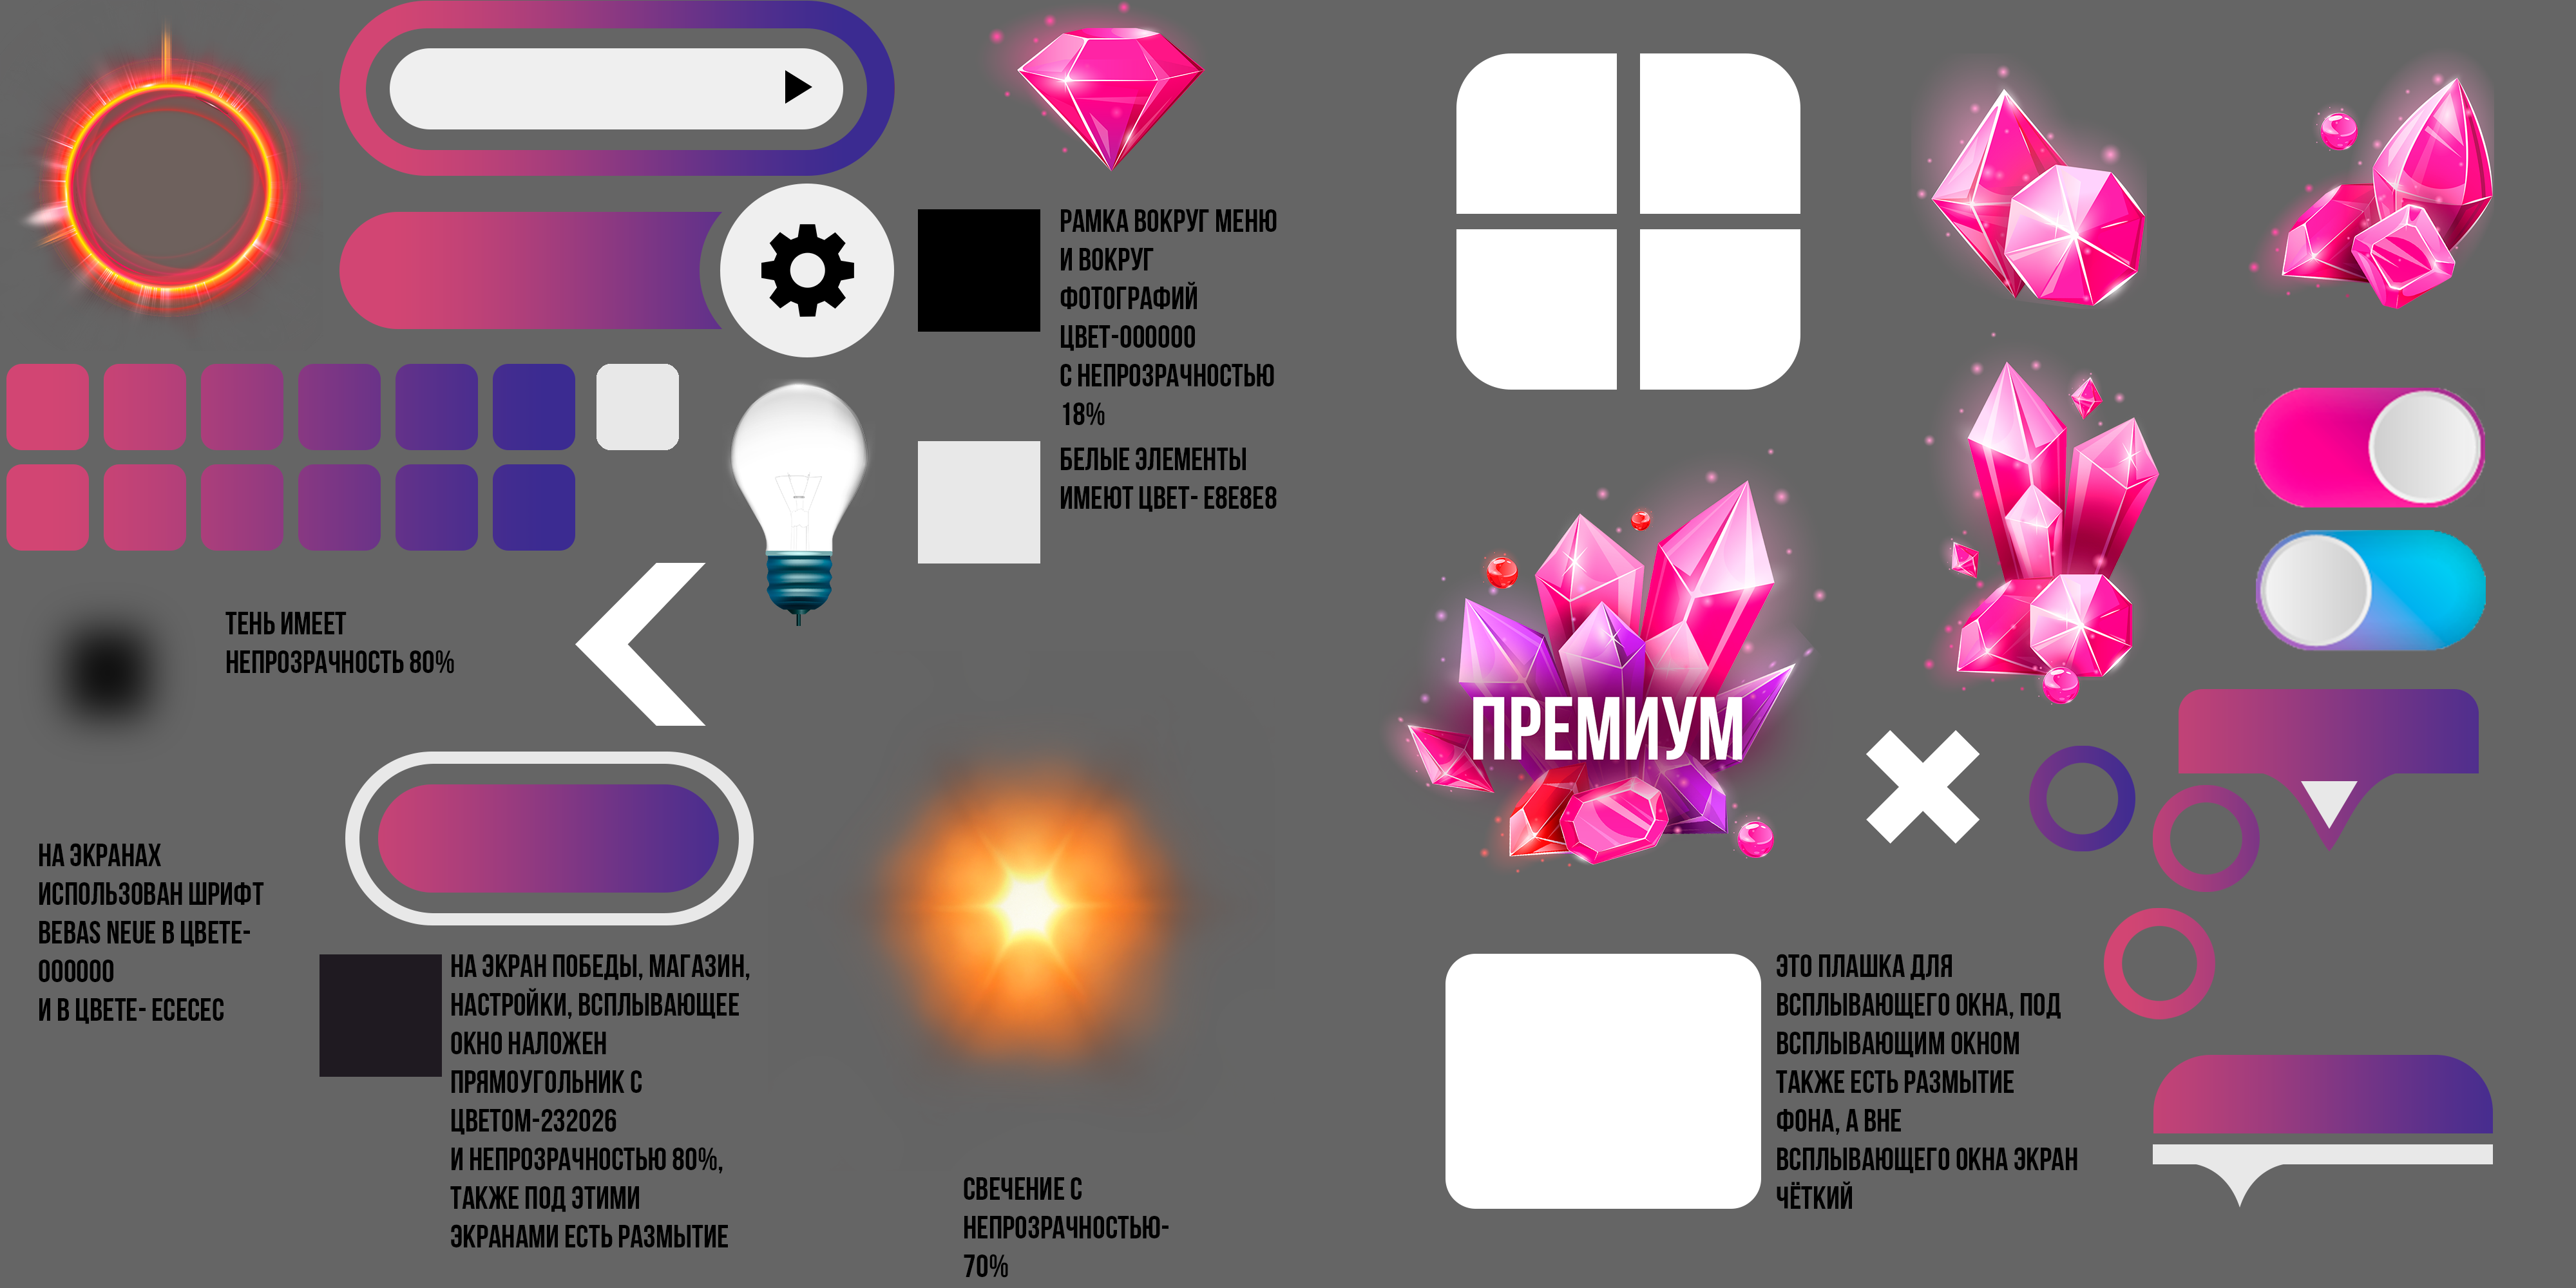 РАМКА ВОКРУГ МЕНЮ
И ВОКРУГ
ФОТОГРАФИЙ
ЦВЕТ-000000
С НЕПРОЗРАЧНОСТЬЮ
18%
БЕЛЫЕ ЭЛЕМЕНТЫ
ИМЕЮТ ЦВЕТ- E8E8E8
ТЕНЬ ИМЕЕТ
НЕПРОЗРАЧНОСТЬ 80%
ПРЕМИУМ
НА ЭКРАНАХ
ИСПОЛЬЗОВАН ШРИФТ
BEBAS NEUE В ЦВЕТЕ-
000000
И В ЦВЕТЕ- ECECEC
НА ЭКРАН ПОБЕДЫ, МАГАЗИН,
НАСТРОЙКИ, ВСПЛЫВАЮЩЕЕ
ОКНО НАЛОЖЕН
ПРЯМОУГОЛЬНИК С
ЦВЕТОМ-232026
И НЕПРОЗРАЧНОСТЬЮ 80%,
ТАКЖЕ ПОД ЭТИМИ
ЭКРАНАМИ ЕСТЬ РАЗМЫТИЕ
СВЕЧЕНИЕ С
НЕПРОЗРАЧНОСТЬЮ-
70%
ЭТО ПЛАШКА ДЛЯ
ВСПЛЫВАЮЩЕГО ОКНА, ПОД
ВСПЛЫВАЮЩИМ ОКНОМ
ТАКЖЕ ЕСТЬ РАЗМЫТИЕ
ФОНА, А ВНЕ
ВСПЛЫВАЮЩЕГО ОКНА ЭКРАН
ЧЁТКИЙ